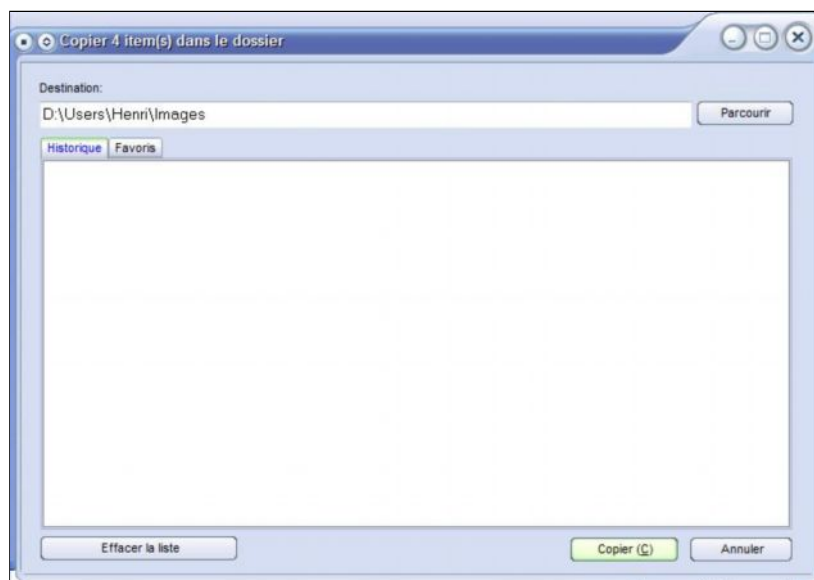 Copier 4 item(s) dans le dossier
Destination:
D:\Users\Henri\Images
Parcourir
Historique Favoris
Effacer la liste Copier (C) Annuler